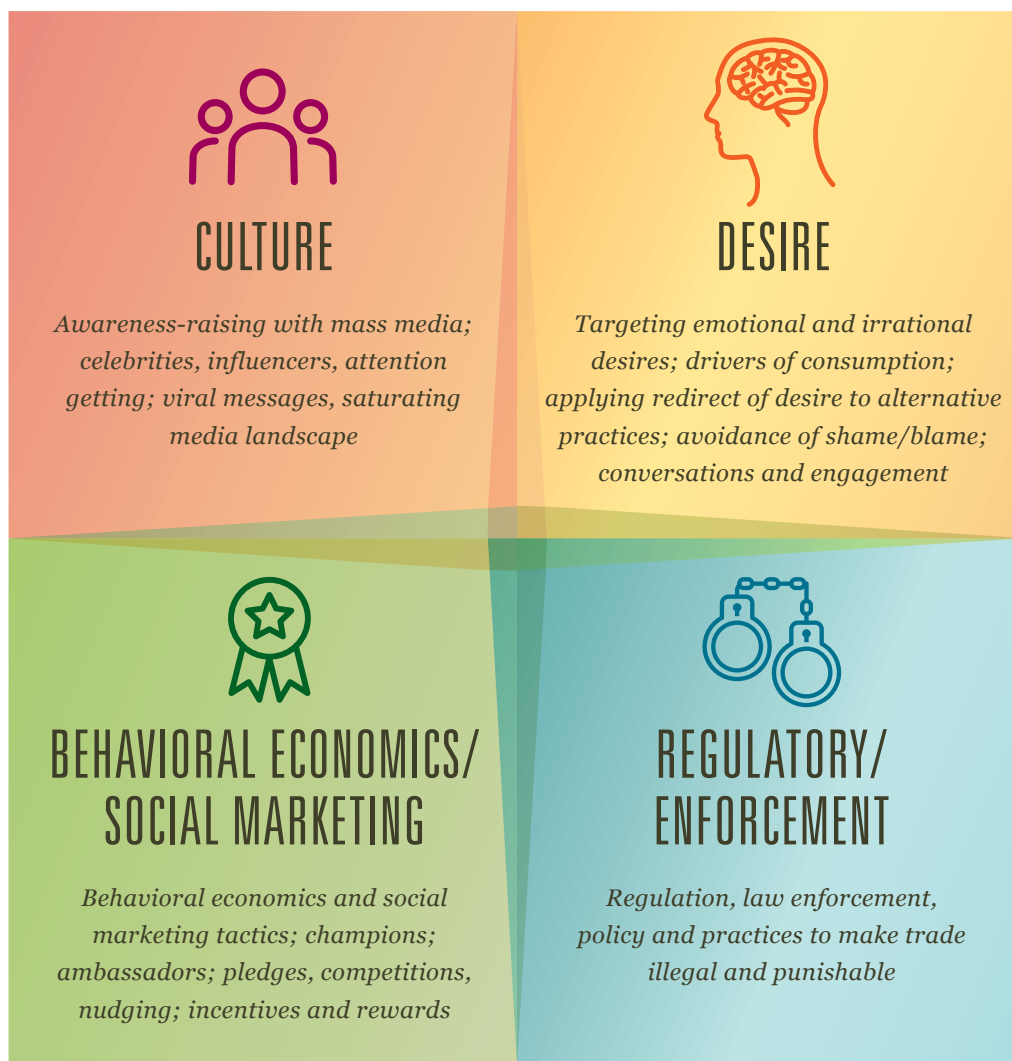 CULTURE
Awareness-raising with mass media;
celebrities, influencers, attention
getting; viral messages, saturating
media landscape
DESIRE
Targeting emotional and irrational
desires; drivers of consumption;
applying redirect of desire to alternative
practices; avoidance of shame/blame;
conversations and engagement
BEHAVIORAL ECONOMICS/
SOCIAL MARKETING
Behavioral economics and social
marketing tactics; champions;
ambassadors; pledges, competitions,
nudging; incentives and rewards
REGULATORY/
ENFORCEMENT
Regulation, law enforcement,
policy and practices to make trade
illegal and punishable